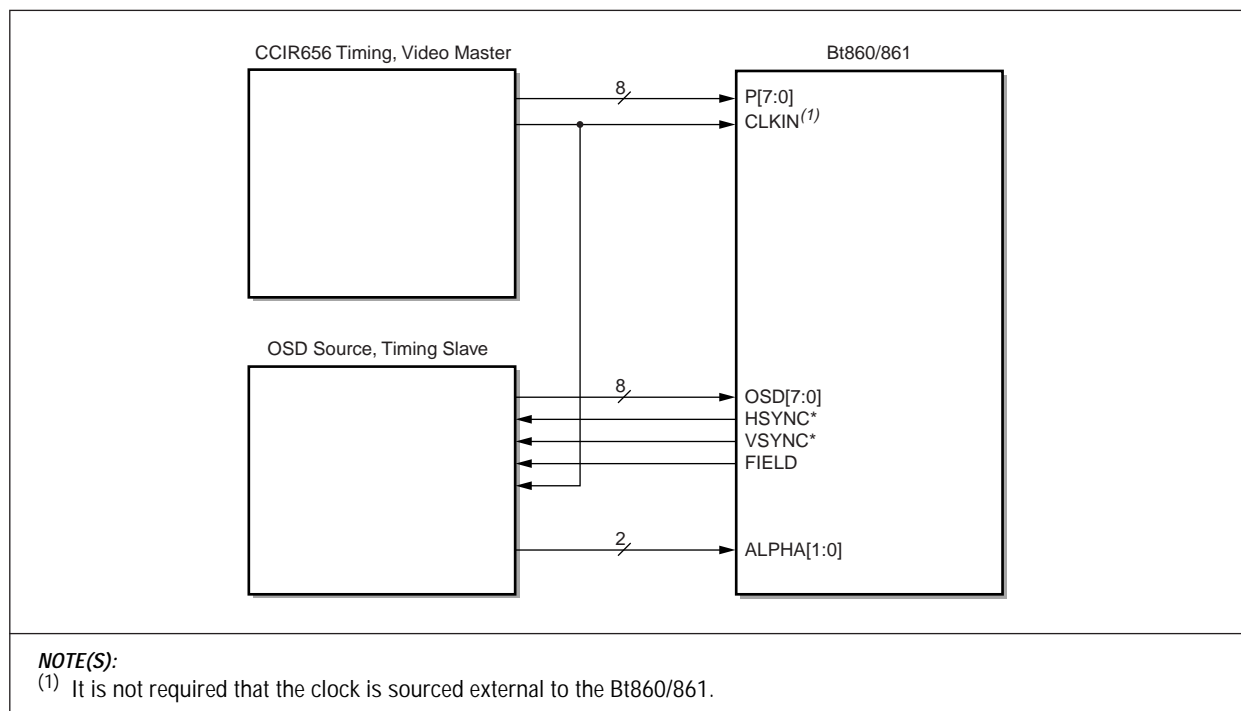 CCIR656 Timing, Video Master
Bt860/861
8
P[7:0]
CLKIN(1)
OSD Source, Timing Slave
8
OSD[7:0]
HSYNC*
VSYNC*
FIELD
2
ALPHA[1:0]
NOTE(S):
(1) It is not required that the clock is sourced external to the Bt860/861.